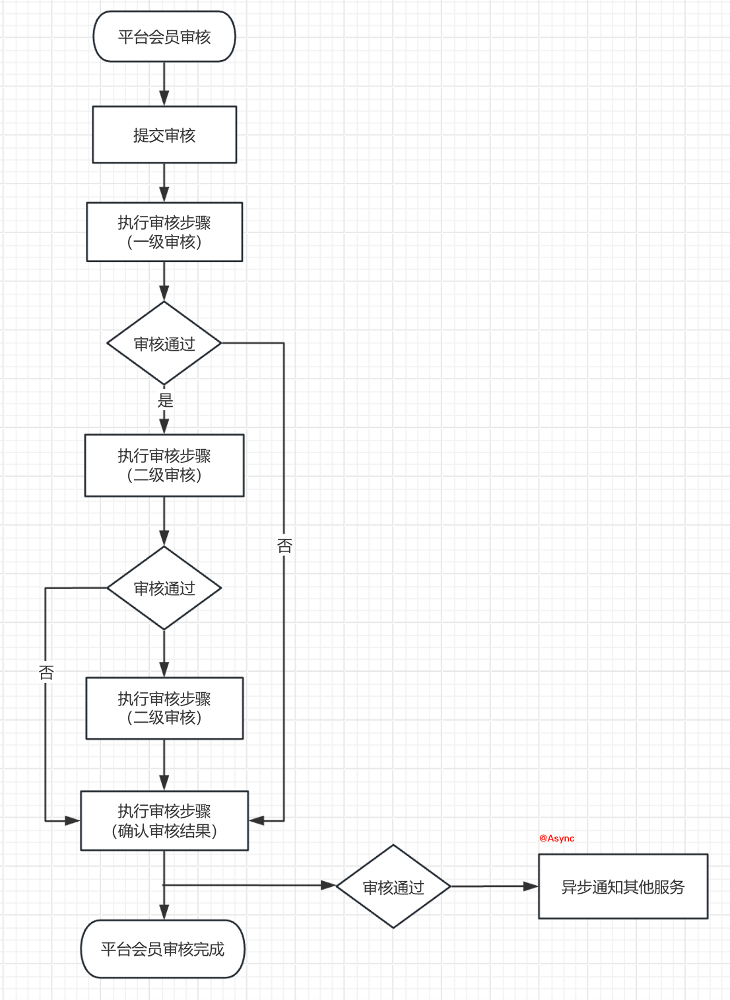 平台会员审核
提交审核
执行审核步骤
（一级审核）
审核通过
是
执行审核步骤
（二级审核）
否
审核通过
否
执行审核步骤
（二级审核）
执行审核步骤
（确认审核结果）
@Async
审核通过
异步通知其他服务
平台会员审核完成